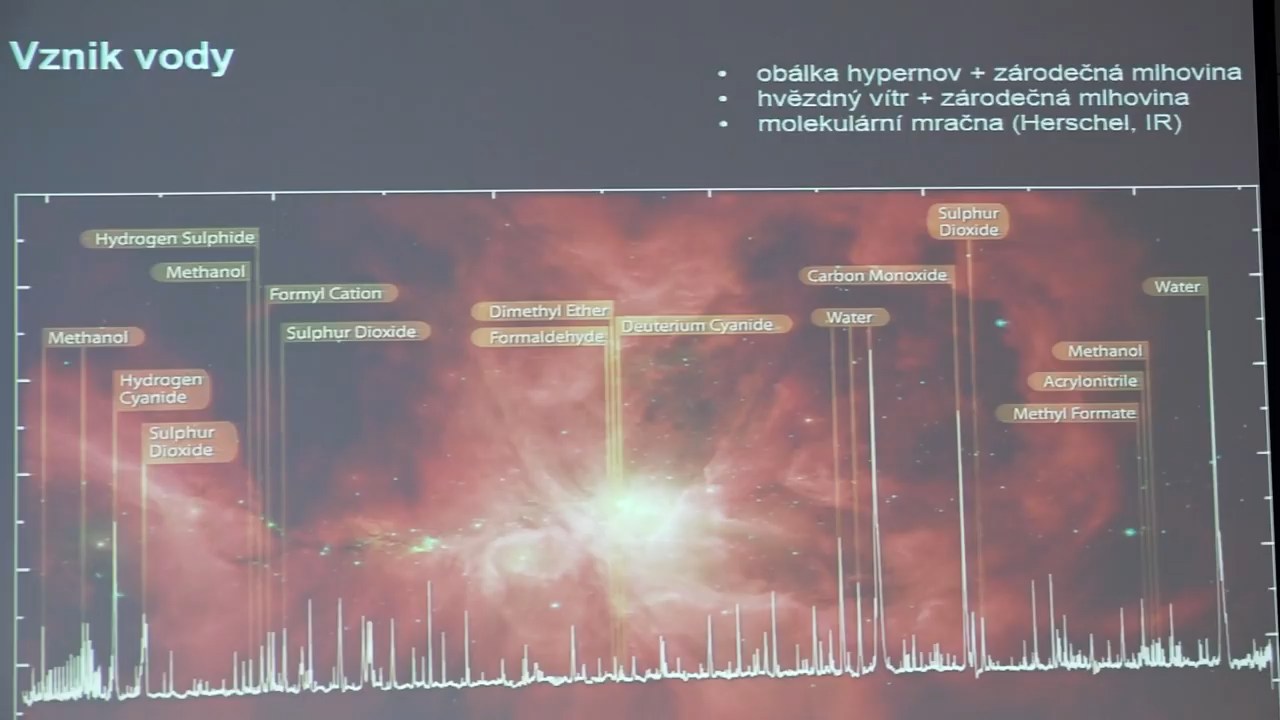 Vznik vody
• obálka hypernov + zárodečná mlhovina
• hvězdný vítr + zárodečná mlhovina
• molekulární mračna (Herschel, IR)
Sulphur
Dioxide
Hydrogen Sulphide
Methanol
Carbon Monoxide
Water
Formyl Cation
Dimethyl Ether
Water
Methanol
Sulphur Dioxide
Formaldehyde
Deuterium Cyanide
Methanol
Hydrogen
Cyanide
Acrylonitrile
Methyl Formate
Sulphur
Dioxide